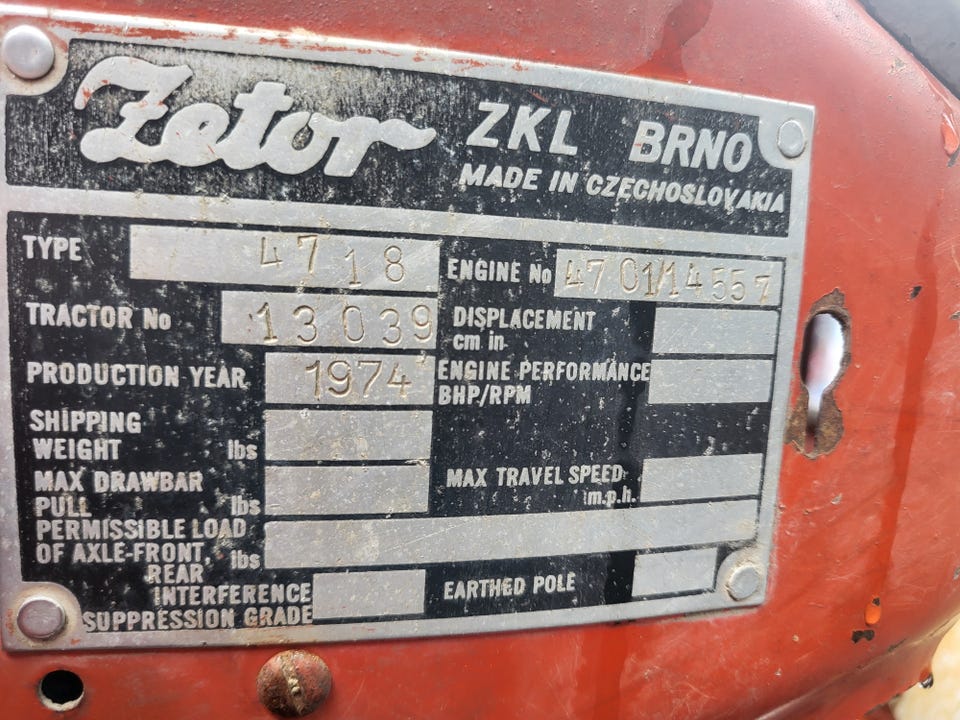 Zetor ZKL BRNO
MADE IN CZECHOSLOVAKIA
TYPE 4718
ENGINE No 4701/14557
TRACTOR No 13039
DISPLACEMENT
cm in
PRODUCTION YEAR 1974
ENGINE PERFORMANCE
BHP/RPM
SHIPPING
WEIGHT lbs
MAX DRAWBAR
PULL lbs
MAX TRAVEL SPEED
m.p.h.
PERMISSIBLE LOAD
OF AXLE-FRONT, lbs
REAR
INTERFERENCE
SUPPRESSION GRADE
EARTHED POLE